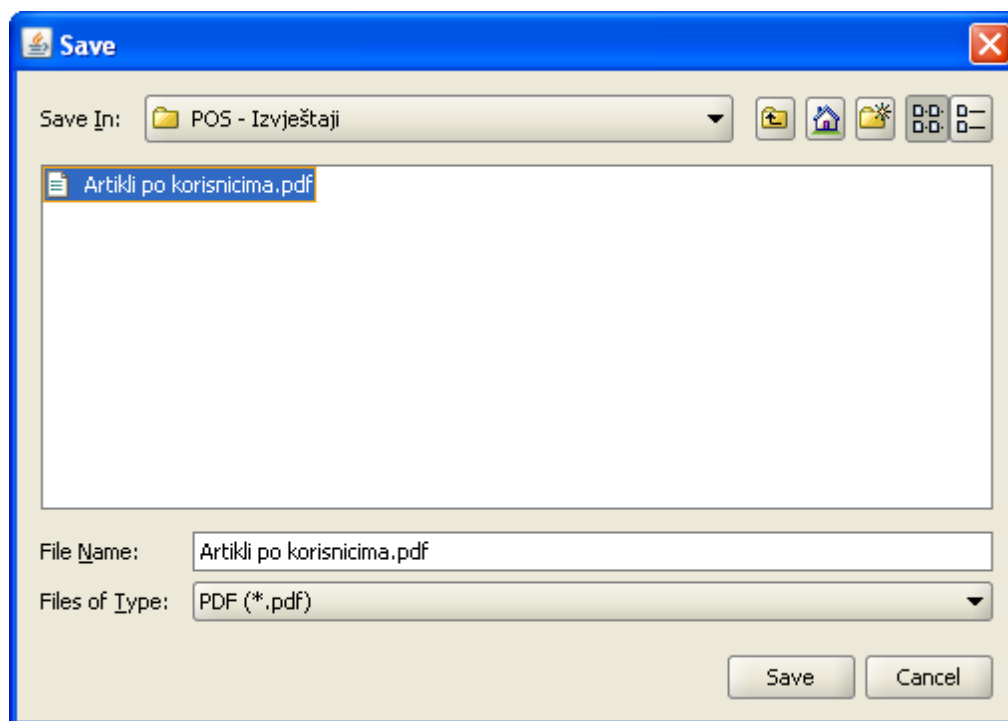 Save
Save In: POS - Izvještaji
Artikli po korisnicima.pdf
File Name: Artikli po korisnicima.pdf
Files of Type: PDF (*.pdf)
Save Cancel